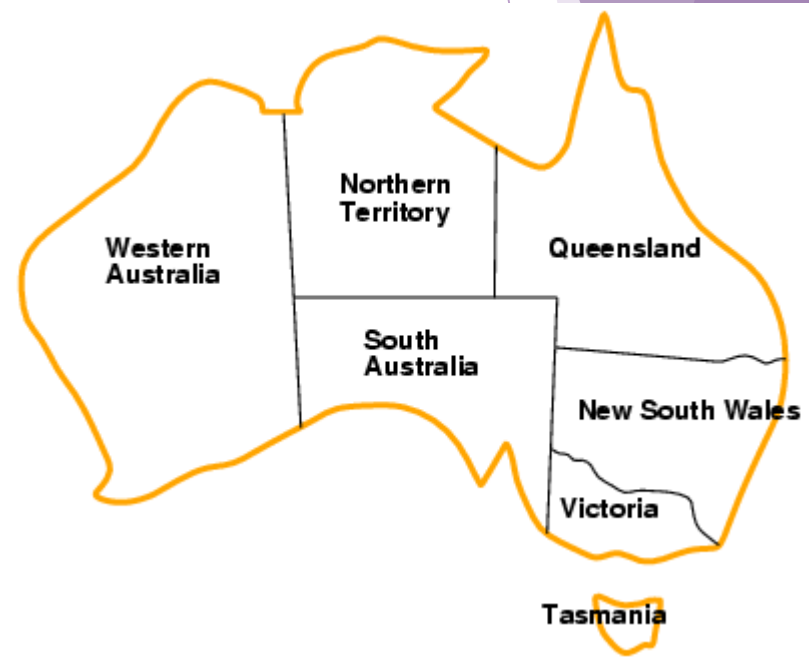 Northern
Territory
Western
Australia
Queensland
South
Australia
New South Wales
Victoria
Tasmania